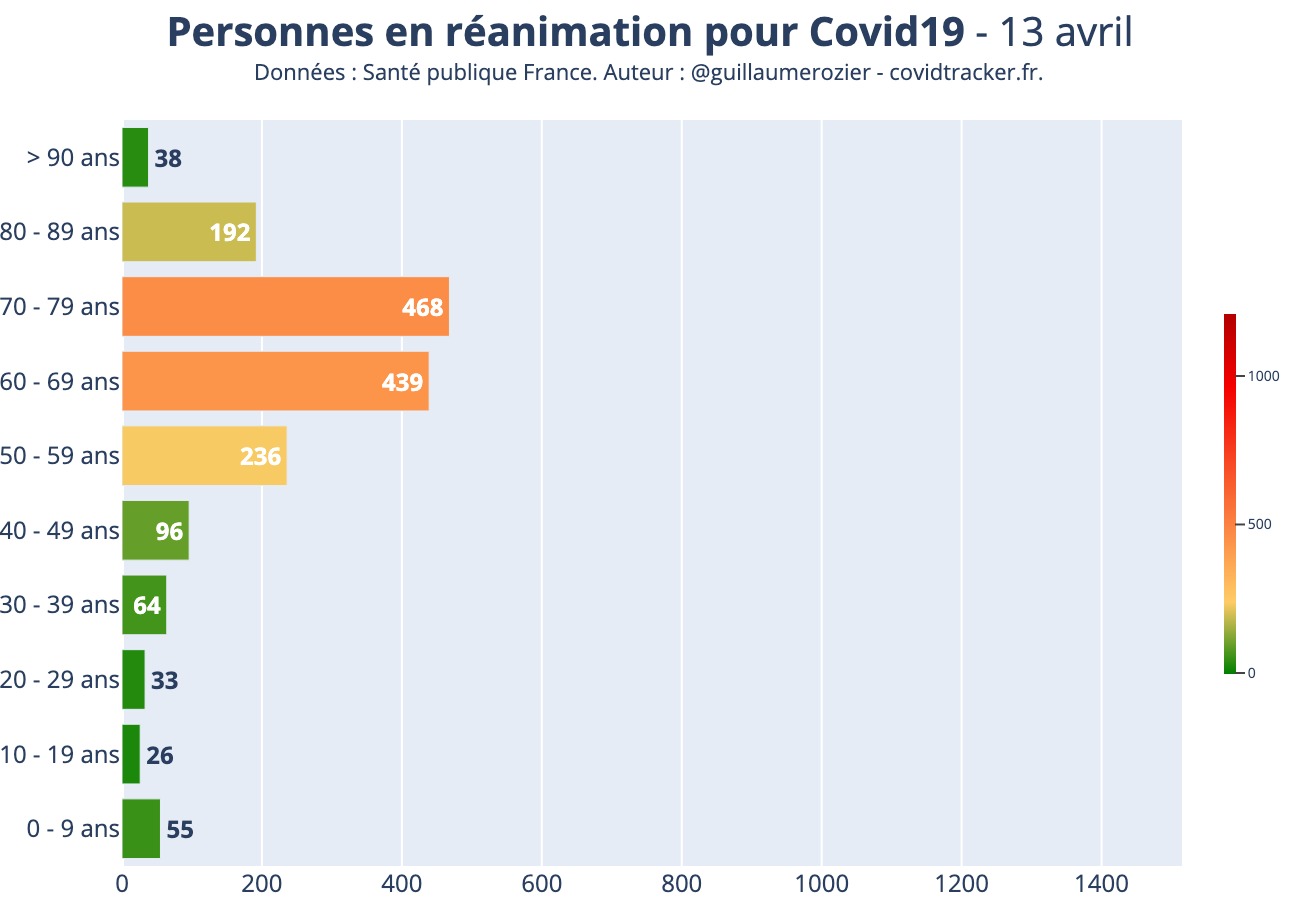 Personnes en réanimation pour Covid19 - 13 avril
Données : Santé publique France. Auteur : @guillaumerozier - covidtracker.fr.
> 90 ans 38
80 - 89 ans 192
70 - 79 ans 468
60 - 69 ans 439
50 - 59 ans 236
40 - 49 ans 96
30 - 39 ans 64
20 - 29 ans 33
10 - 19 ans 26
0 - 9 ans 55
0 200 400 600 800 1000 1200 1400
1000
500
0